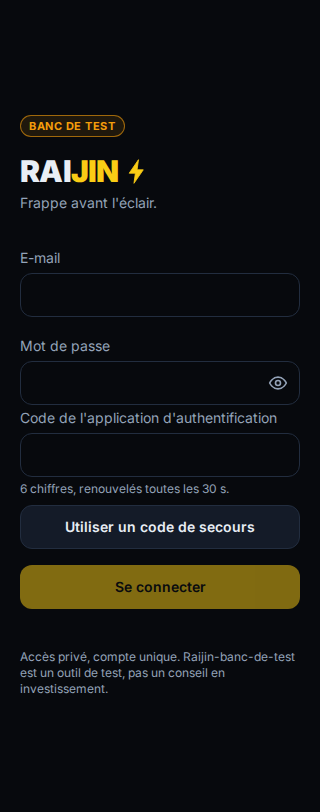 BANC DE TEST
RAIJIN
Frappe avant l'éclair.
E-mail
Mot de passe
Code de l'application d'authentification
6 chiffres, renouvelés toutes les 30 s.
Utiliser un code de secours
Se connecter
Accès privé, compte unique. Raijin-banc-de-test
est un outil de test, pas un conseil en
investissement.